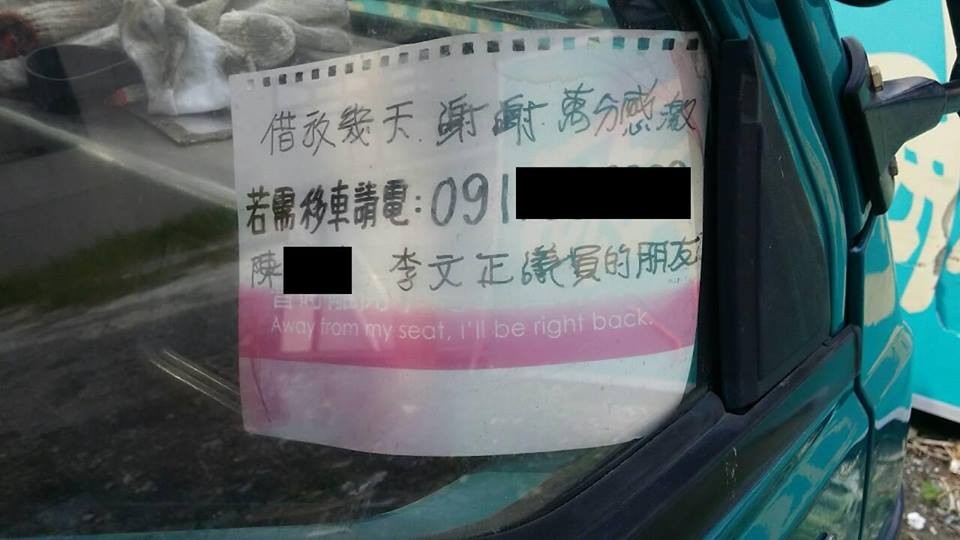 借放幾天 謝謝 萬分感激
若需移車請電:091
陳 李文正議員的朋友
Away from my seat, I'll be right back.